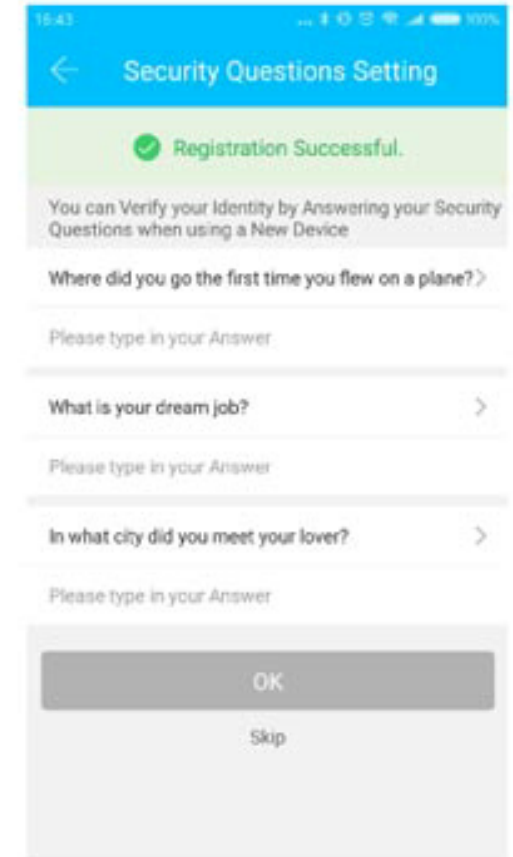 16:43 ... 100%
Security Questions Setting
Registration Successful.
You can Verify your Identity by Answering your Security
Questions when using a New Device
Where did you go the first time you flew on a plane?
Please type in your Answer
What is your dream job?
Please type in your Answer
In what city did you meet your lover?
Please type in your Answer
OK
Skip